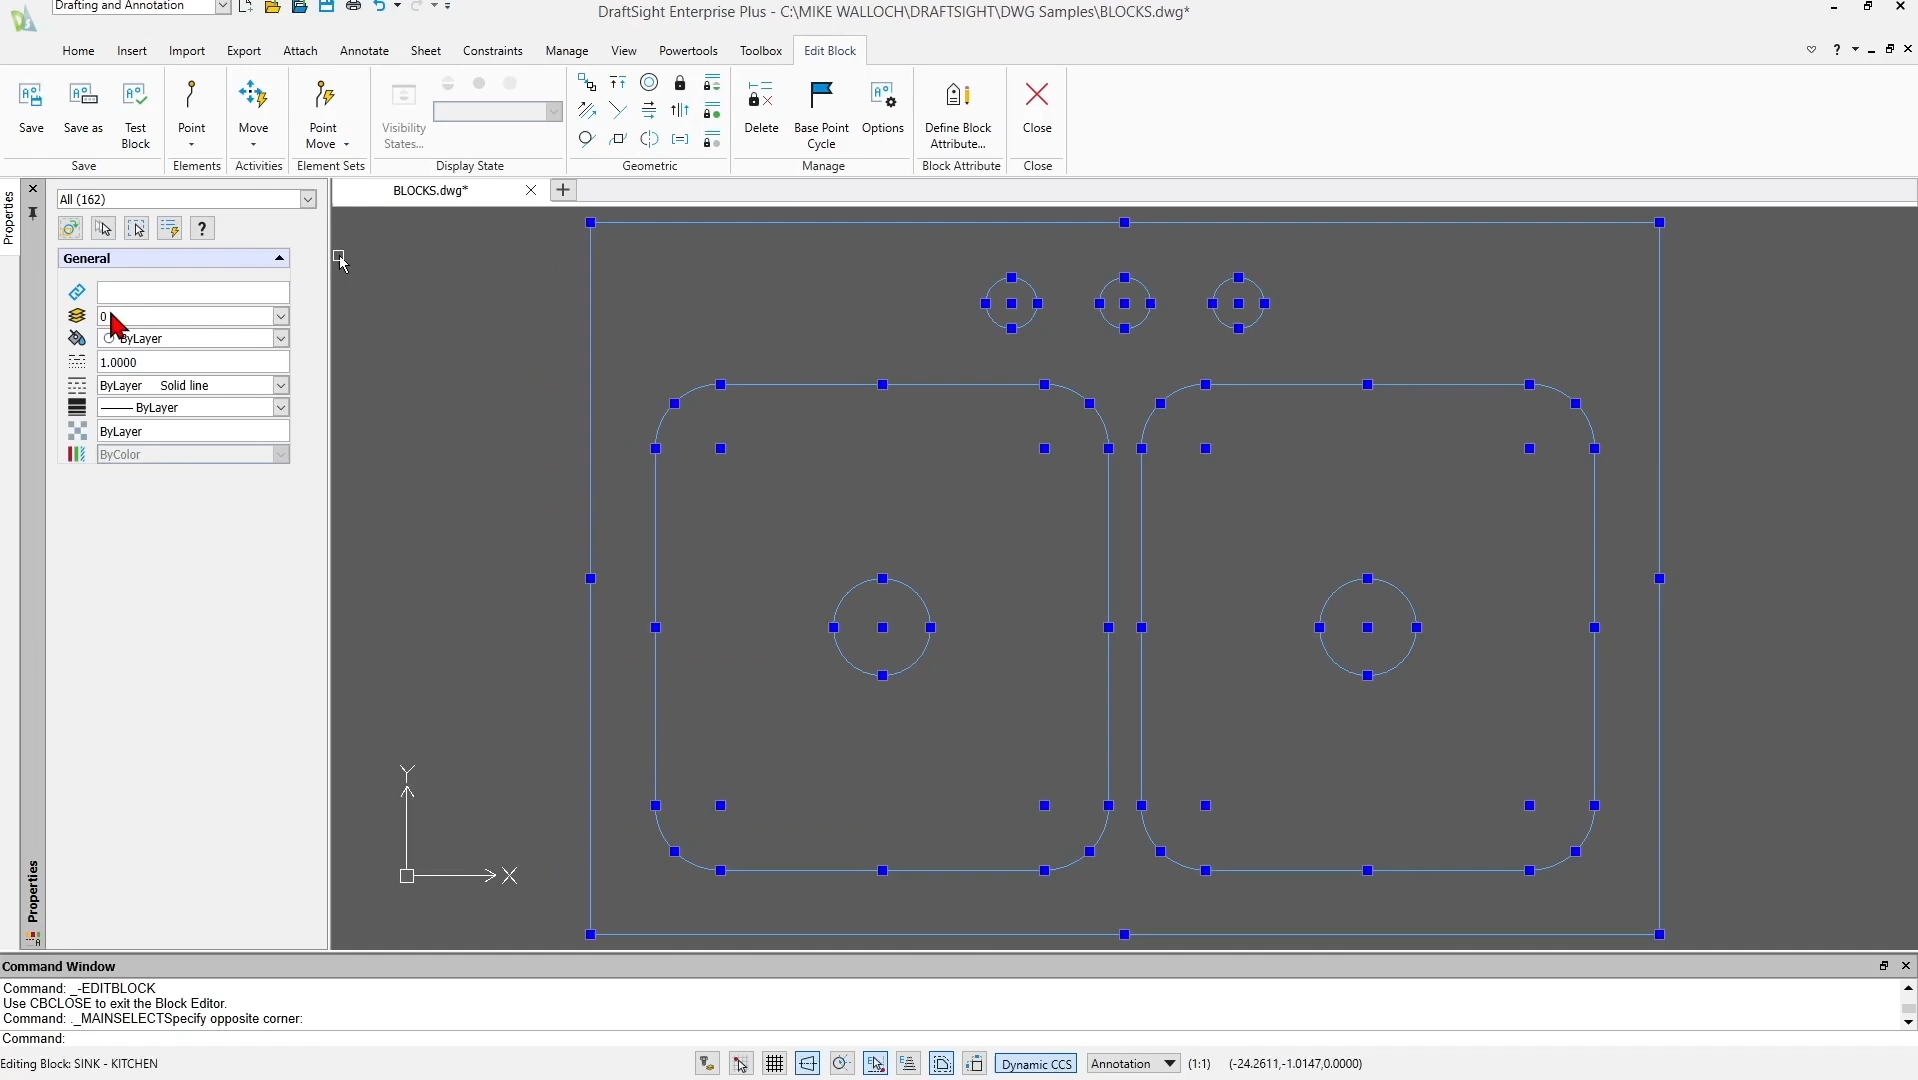 Drafting and Annotation
DraftSight Enterprise Plus - C:\MIKE WALLOCH\DRAFTSIGHT\DWG Samples\BLOCKS.dwg*
Home Insert Import Export Attach Annotate Sheet Constraints Manage View Powertools Toolbox Edit Block
Save Save as Test Block
Point
Move
Point Move
Visibility States...
Delete Base Point Cycle Options
Define Block Attribute...
Close
Save Elements Activities Element Sets Display State Geometric Manage Block Attribute Close
BLOCKS.dwg*
Properties
All (162)
?
General
0
ByLayer
1.0000
ByLayer Solid line
ByLayer
ByLayer
ByColor
Properties
Y
X
Command Window
Command: _-EDITBLOCK
Use CBCLOSE to exit the Block Editor.
Command: ._MAINSELECTSpecify opposite corner:
Command:
Editing Block: SINK - KITCHEN
Dynamic CCS Annotation (1:1) (-24.2611,-1.0147,0.0000)